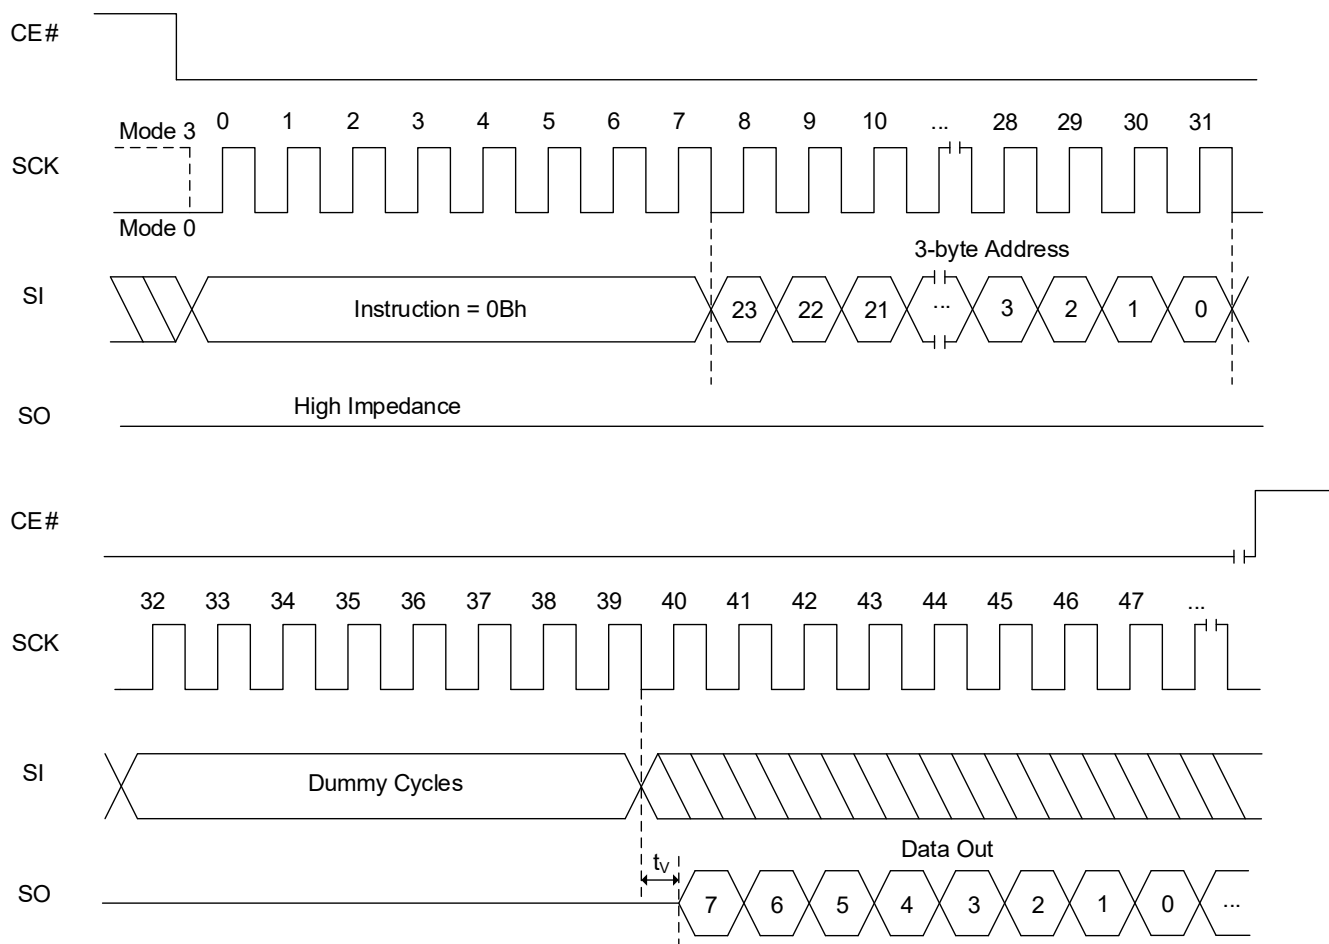 CE#
Mode 3 0 1 2 3 4 5 6 7 8 9 10 ... 28 29 30 31
SCK
Mode 0
3-byte Address
SI Instruction = 0Bh 23 22 21 ... 3 2 1 0
High Impedance
SO
CE#
32 33 34 35 36 37 38 39 40 41 42 43 44 45 46 47 ...
SCK
SI Dummy Cycles
Data Out
tV
SO 7 6 5 4 3 2 1 0 ...